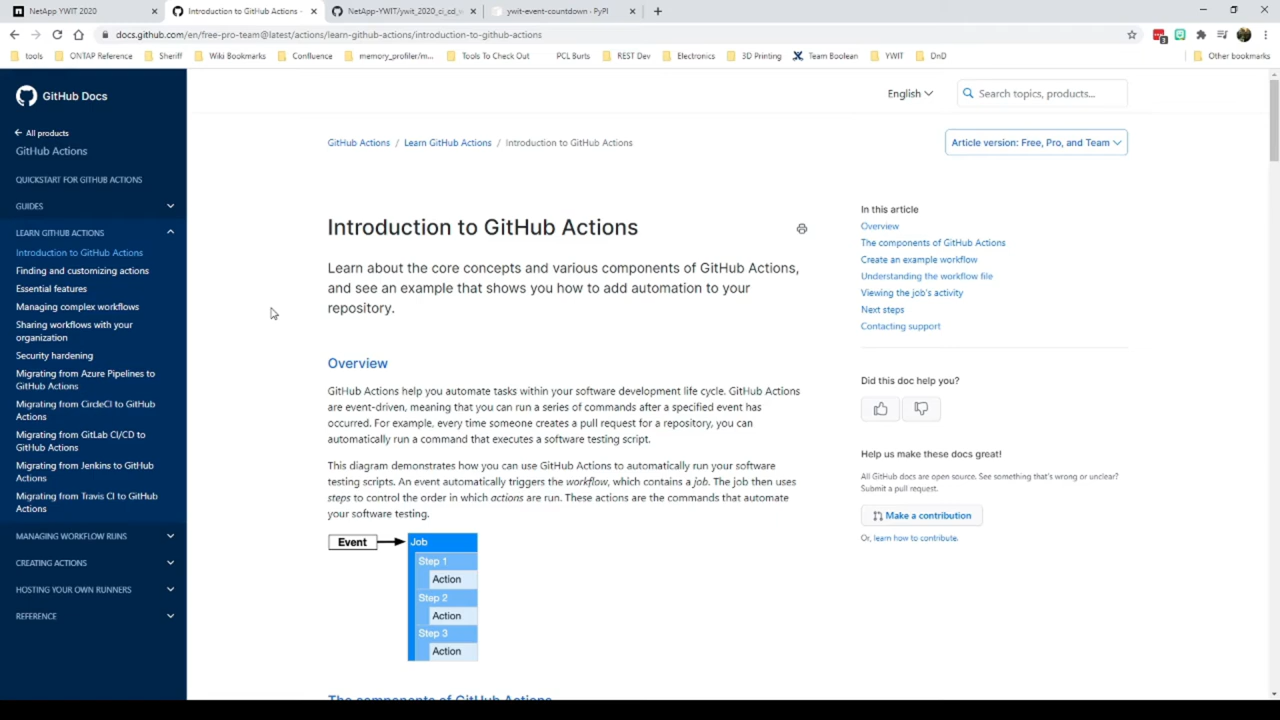 NetApp YWIT 2020
Introduction to GitHub Actions -
NetApp-YWIT/ywit_2020_ci_cd_
ywit-event-countdown · PyPI
docs.github.com/en/free-pro-team@latest/actions/learn-github-actions/introduction-to-github-actions
tools
ONTAP Reference
Sheriff
Wiki Bookmarks
Confluence
memory_profiler/m...
Tools To Check Out
PCL Burts
REST Dev
Electronics
3D Printing
Team Boolean
YWIT
DnD
Other bookmarks
GitHub Docs
English
Search topics, products...
All products
GitHub Actions
GitHub Actions / Learn GitHub Actions / Introduction to GitHub Actions
Article version: Free, Pro, and Team
QUICKSTART FOR GITHUB ACTIONS
GUIDES
LEARN GITHUB ACTIONS
Introduction to GitHub Actions
Finding and customizing actions
Essential features
Managing complex workflows
Sharing workflows with your
organization
Security hardening
Migrating from Azure Pipelines to
GitHub Actions
Migrating from CircleCI to GitHub
Actions
Migrating from GitLab CI/CD to
GitHub Actions
Migrating from Jenkins to GitHub
Actions
Migrating from Travis CI to GitHub
Actions
MANAGING WORKFLOW RUNS
CREATING ACTIONS
HOSTING YOUR OWN RUNNERS
REFERENCE
Introduction to GitHub Actions
Learn about the core concepts and various components of GitHub Actions,
and see an example that shows you how to add automation to your
repository.
Overview
GitHub Actions help you automate tasks within your software development life cycle. GitHub Actions
are event-driven, meaning that you can run a series of commands after a specified event has
occurred. For example, every time someone creates a pull request for a repository, you can
automatically run a command that executes a software testing script.
This diagram demonstrates how you can use GitHub Actions to automatically run your software
testing scripts. An event automatically triggers the workflow, which contains a job. The job then uses
steps to control the order in which actions are run. These actions are the commands that automate
your software testing.
Event
Job
Step 1
Action
Step 2
Action
Step 3
Action
The components of GitHub Actions
In this article
Overview
The components of GitHub Actions
Create an example workflow
Understanding the workflow file
Viewing the job's activity
Next steps
Contacting support
Did this doc help you?
Help us make these docs great!
All GitHub docs are open source. See something that's wrong or unclear?
Submit a pull request.
Make a contribution
Or, learn how to contribute.